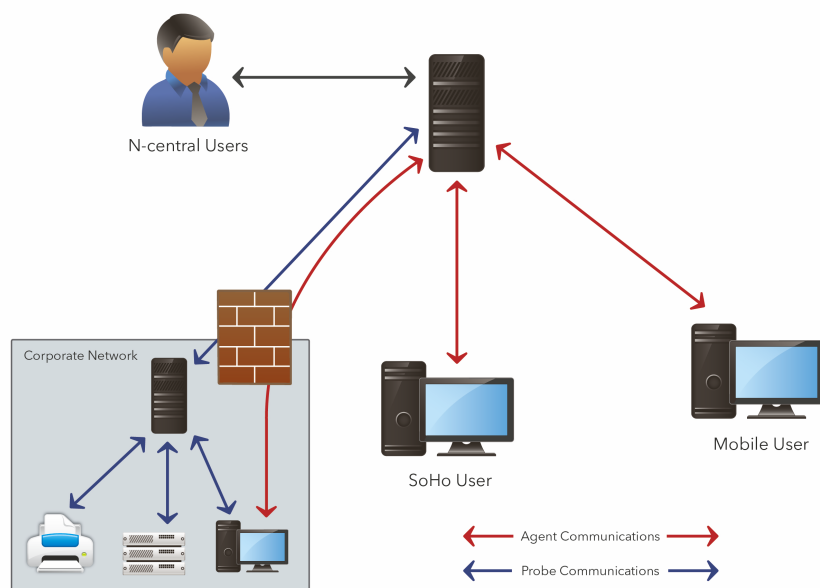 N-central Users
Corporate Network
SoHo User
Mobile User
Agent Communications
Probe Communications